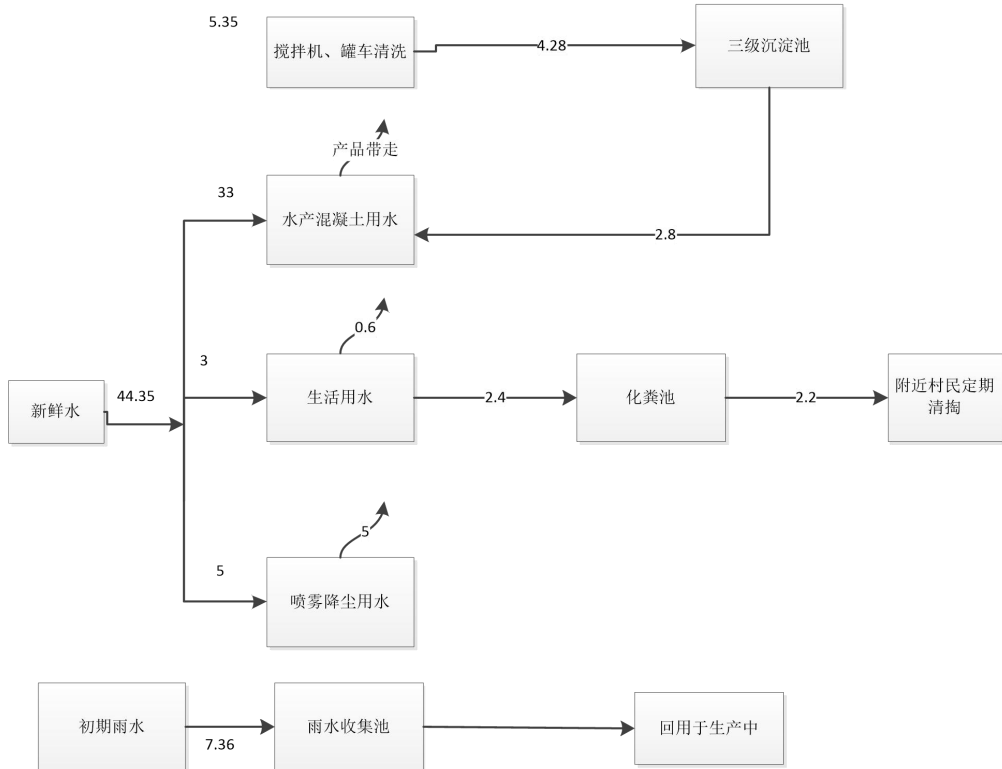 5.35
搅拌机、罐车清洗
4.28
三级沉淀池
产品带走
33
水产混凝土用水
2.8
0.6
3
新鲜水
44.35
生活用水
2.4
化粪池
2.2
附近村民定期
清掏
5
5
喷雾降尘用水
初期雨水
7.36
雨水收集池
回用于生产中